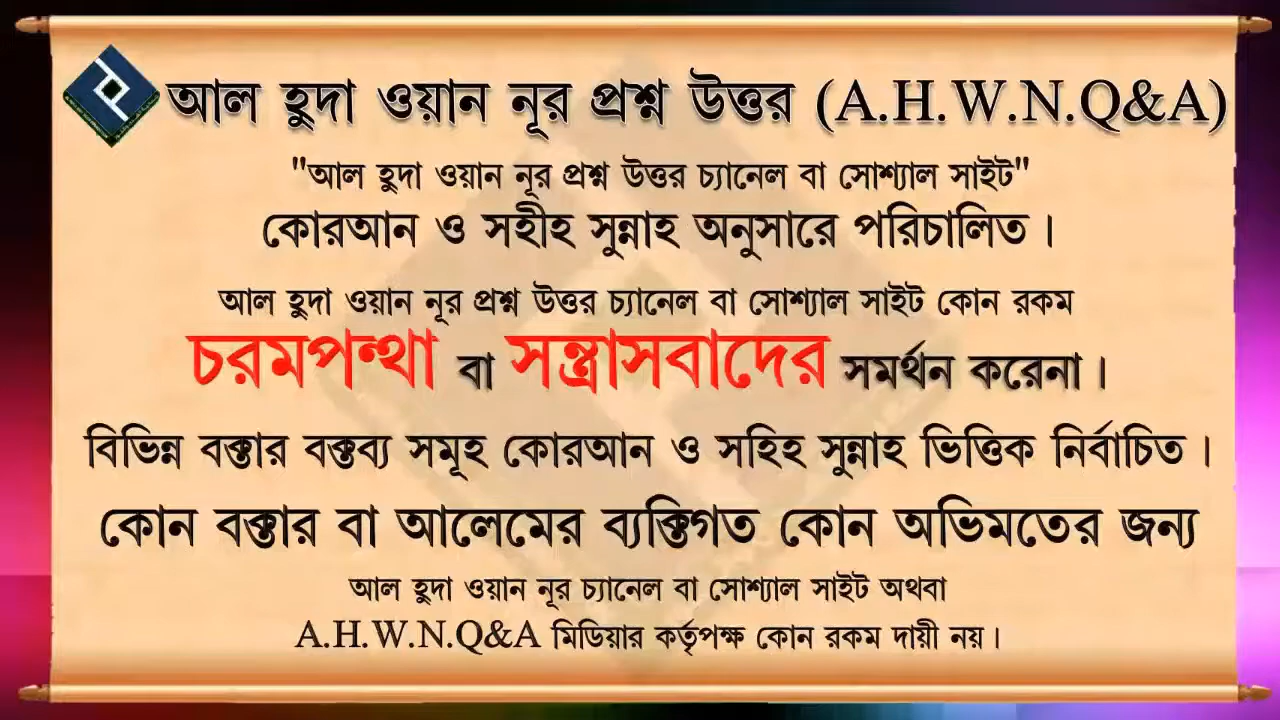 আল হুদা ওয়ান নূর প্রশ্ন উত্তর (A.H.W.N.Q&A)
"আল হুদা ওয়ান নূর প্রশ্ন উত্তর চ্যানেল বা সোশ্যাল সাইট"
কোরআন ও সহীহ সুন্নাহ অনুসারে পরিচালিত।
আল হুদা ওয়ান নূর প্রশ্ন উত্তর চ্যানেল বা সোশ্যাল সাইট কোন রকম
চরমপন্থা বা সন্ত্রাসবাদের সমর্থন করেনা।
বিভিন্ন বক্তার বক্তব্য সমূহ কোরআন ও সহিহ সুন্নাহ ভিত্তিক নির্বাচিত।
কোন বক্তার বা আলেমের ব্যক্তিগত কোন অভিমতের জন্য
আল হুদা ওয়ান নূর চ্যানেল বা সোশ্যাল সাইট অথবা
A.H.W.N.Q&A মিডিয়ার কর্তৃপক্ষ কোন রকম দায়ী নয়।